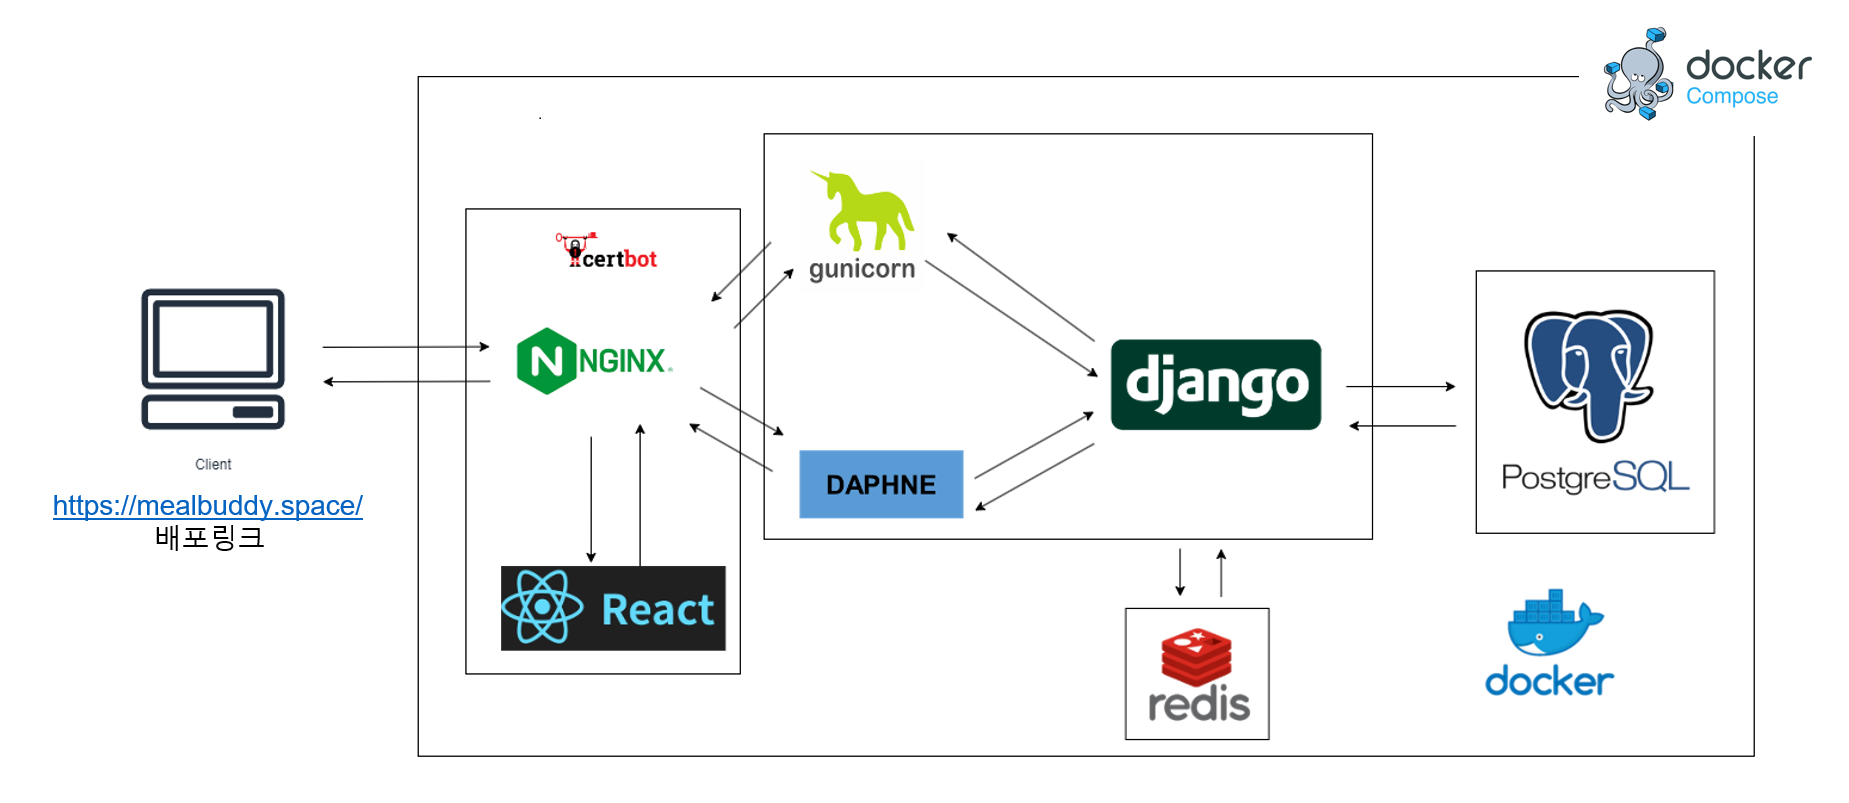 docker
Compose
certbot
gunicorn
NGINX
django
Client
https://mealbuddy.space/
배포링크
DAPHNE
PostgreSQL
React
redis
docker